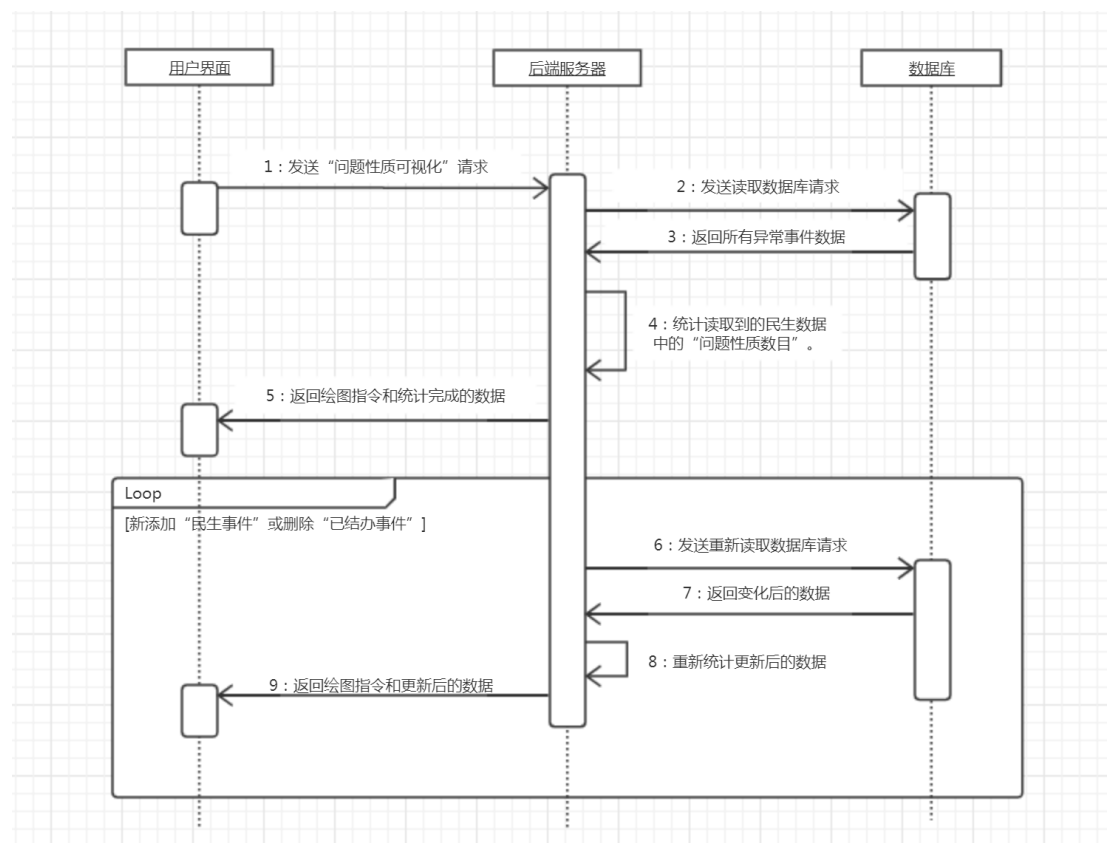 用户界面
后端服务器
数据库
1：发送“问题性质可视化”请求
2：发送读取数据库请求
3：返回所有异常事件数据
4：统计读取到的民生数据
中的“问题性质数目”。
5：返回绘图指令和统计完成的数据
Loop
[新添加“民生事件”或删除“已结办事件”]
6：发送重新读取数据库请求
7：返回变化后的数据
8：重新统计更新后的数据
9：返回绘图指令和更新后的数据